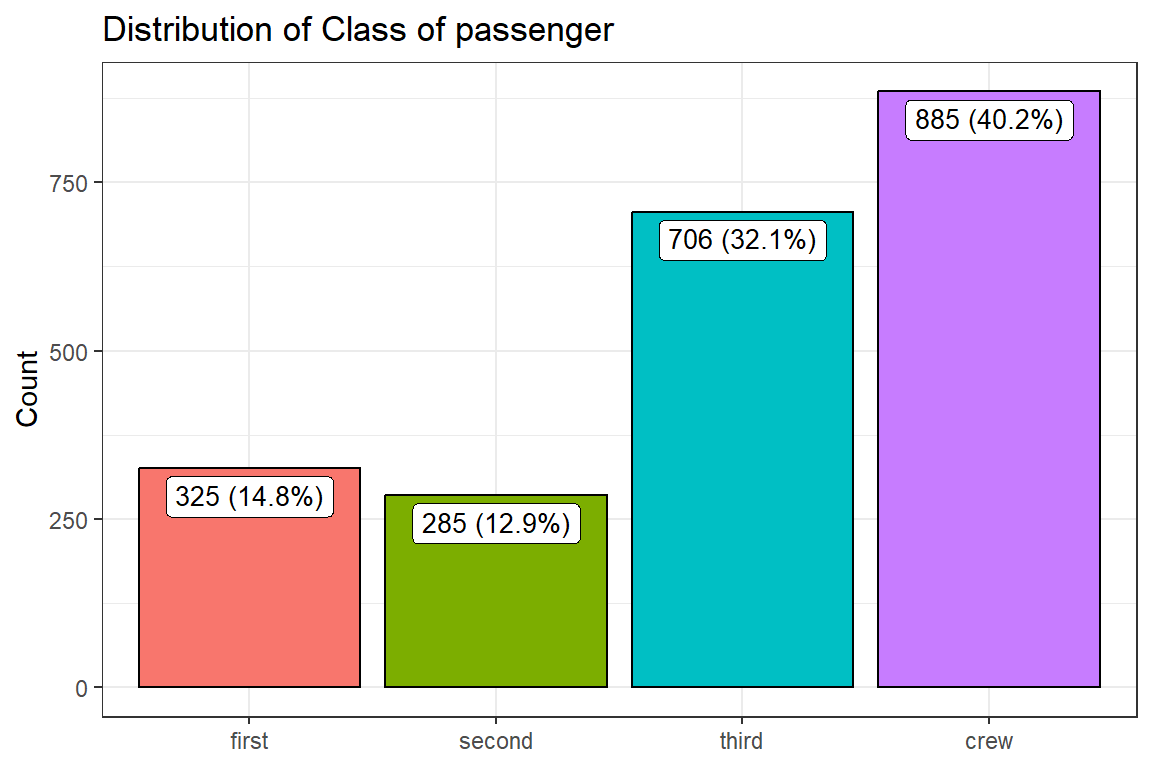 Distribution of Class of passenger
Count
750
500
250
0
885 (40.2%)
706 (32.1%)
325 (14.8%)
285 (12.9%)
first
second
third
crew